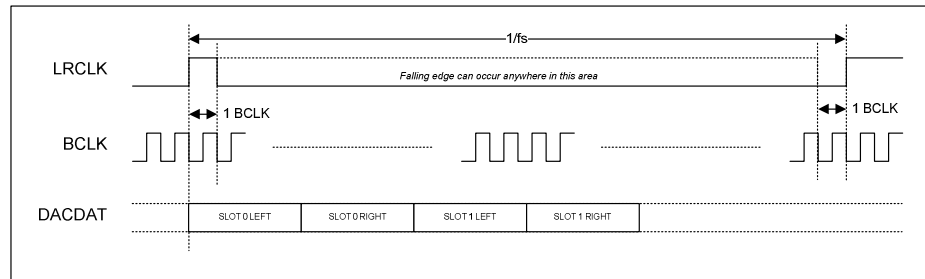 1/fs
LRCLK
Falling edge can occur anywhere in this area
1 BCLK
1 BCLK
BCLK
DACDAT
SLOT 0 LEFT
SLOT 0 RIGHT
SLOT 1 LEFT
SLOT 1 RIGHT